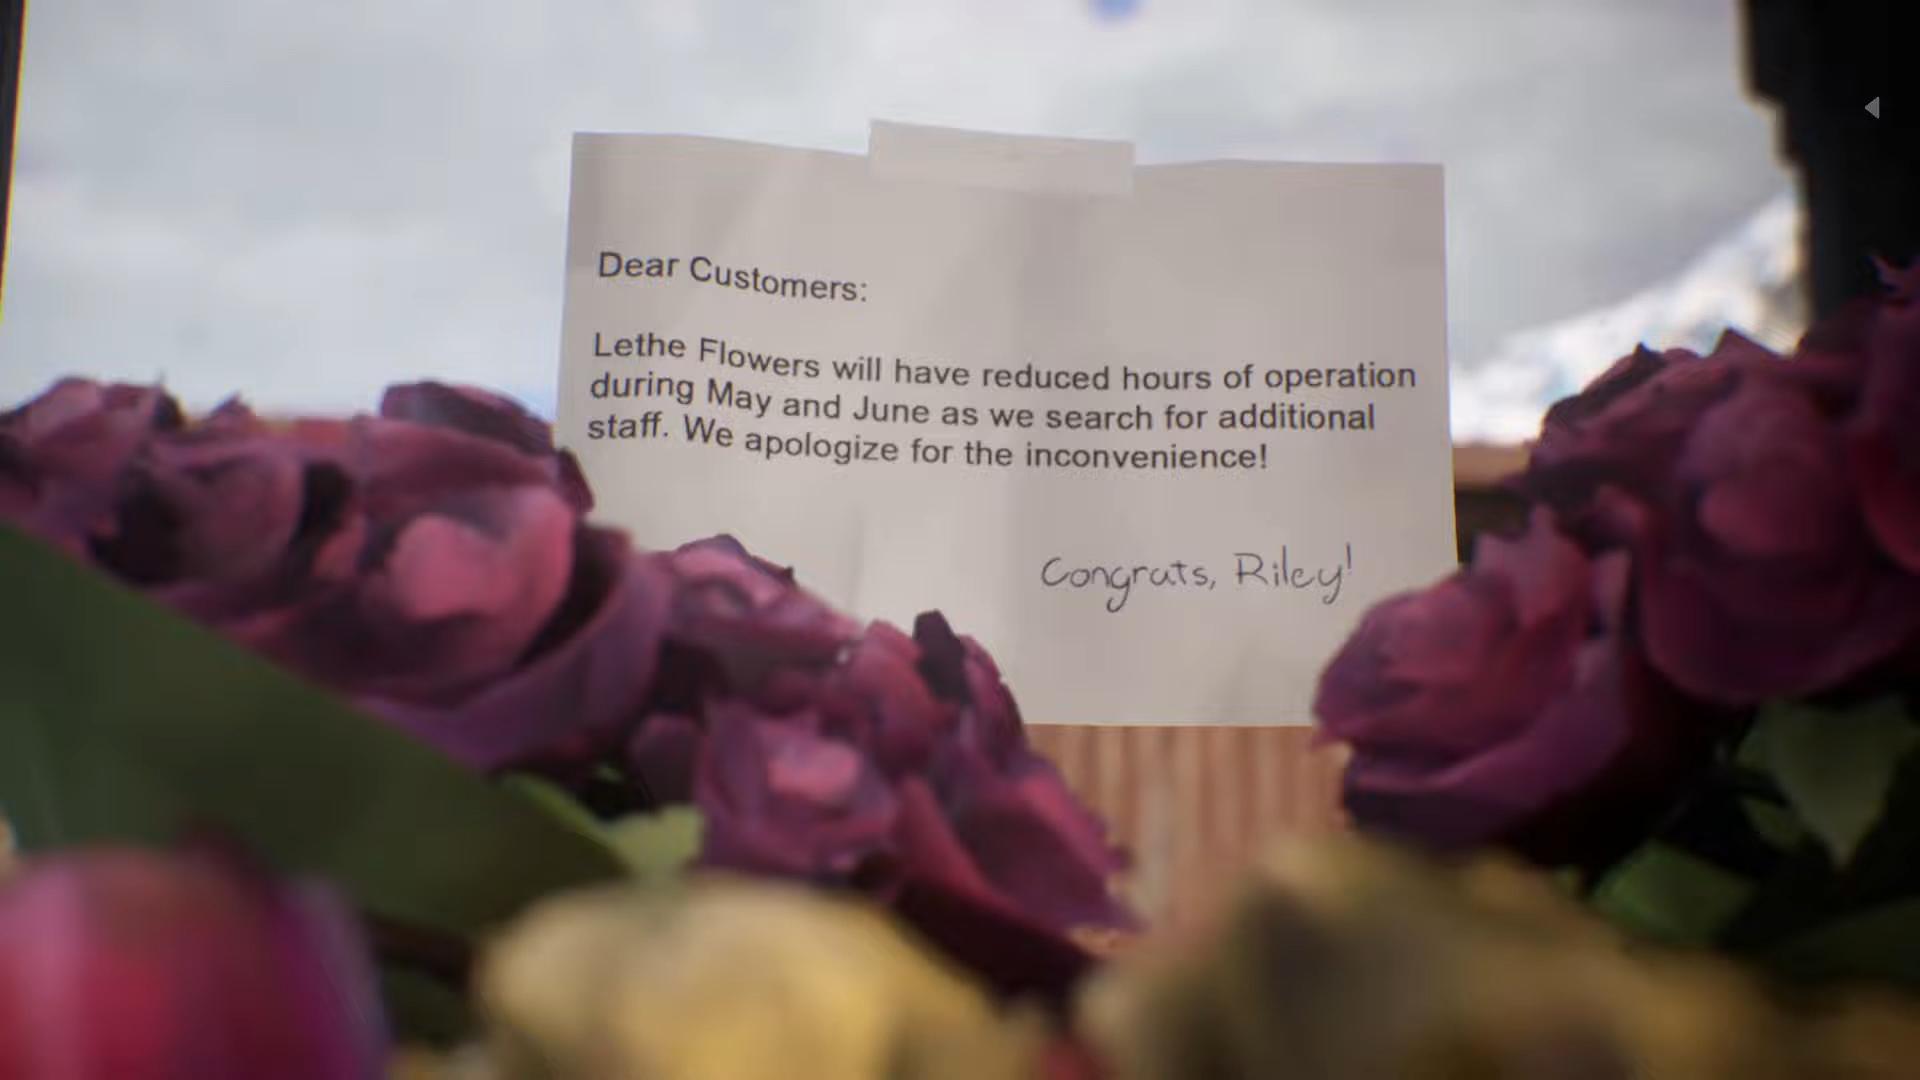 Dear Customers:
Lethe Flowers will have reduced hours of operation
during May and June as we search for additional
staff. We apologize for the inconvenience!
Congrats, Riley!